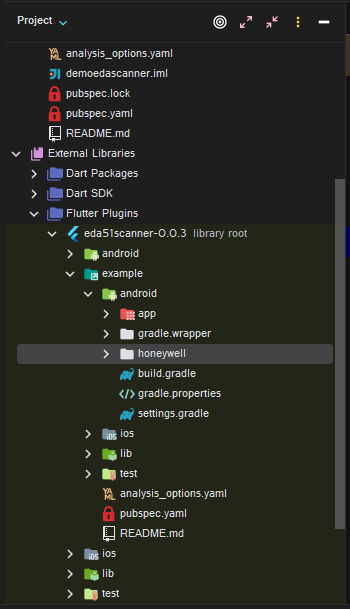 Project
analysis_options.yaml
demoedascanner.iml
pubspec.lock
pubspec.yaml
README.md
External Libraries
Dart Packages
Dart SDK
Flutter Plugins
eda51scanner-0.0.3 library root
android
example
android
app
gradle.wrapper
honeywell
build.gradle
gradle.properties
settings.gradle
ios
lib
test
analysis_options.yaml
pubspec.yaml
README.md
ios
lib
test